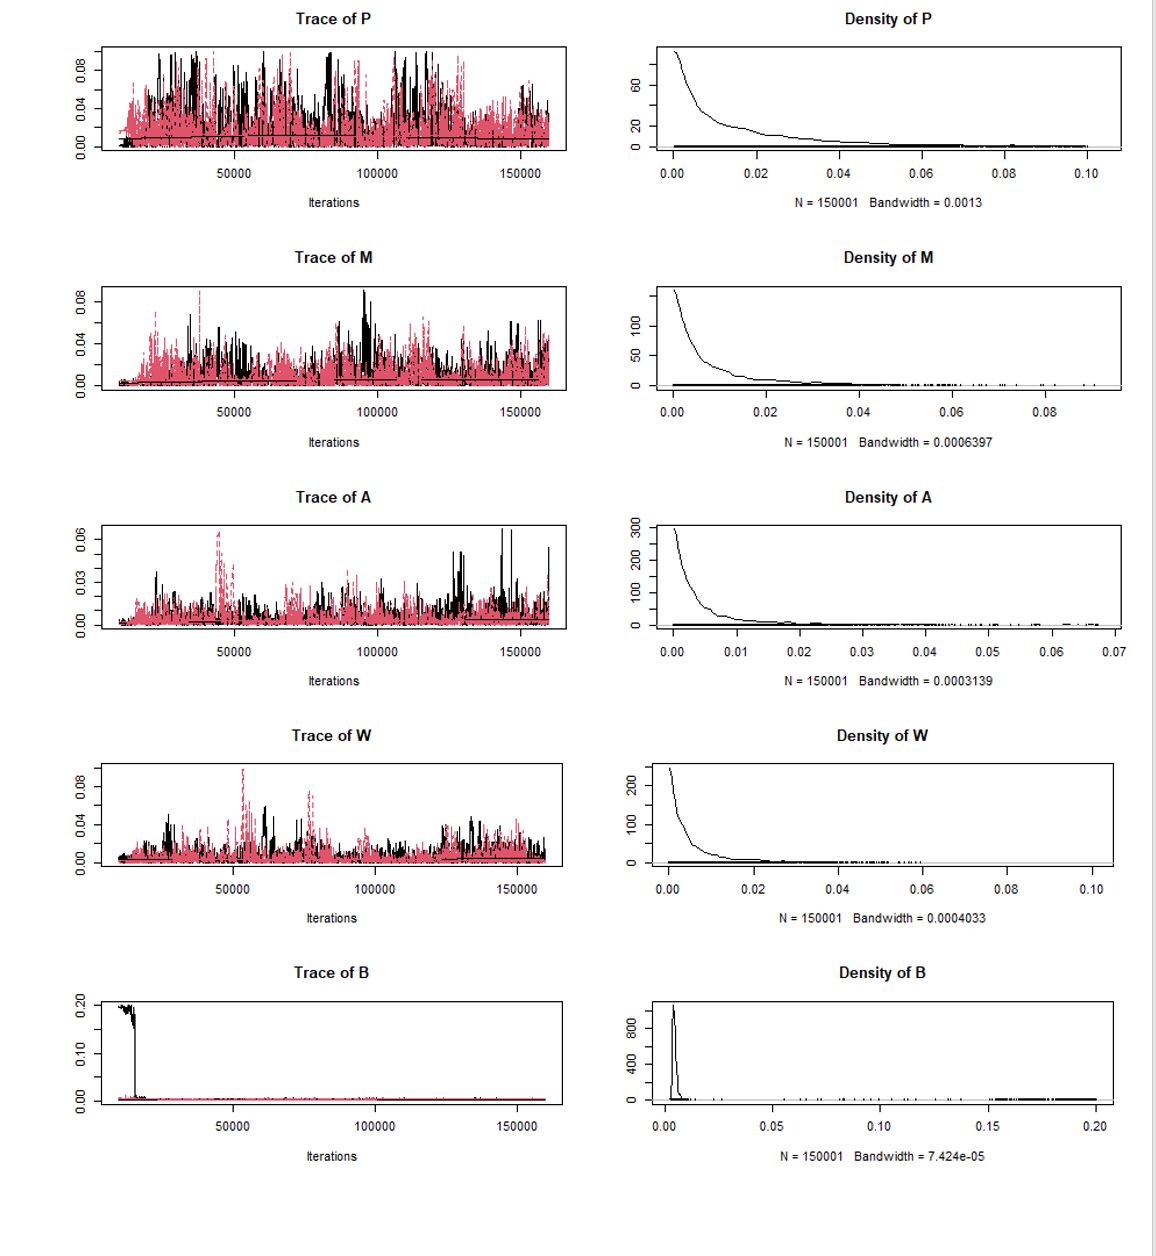 Trace of P
0.00 0.04 0.08
50000 100000 150000
Iterations
Density of P
0 20 60
0.00 0.02 0.04 0.06 0.08 0.10
N = 150001 Bandwidth = 0.0013
Trace of M
0.00 0.04 0.08
50000 100000 150000
Iterations
Density of M
0 50 100
0.00 0.02 0.04 0.06 0.08
N = 150001 Bandwidth = 0.0006397
Trace of A
0.00 0.03 0.06
50000 100000 150000
Iterations
Density of A
0 100 200 300
0.00 0.01 0.02 0.03 0.04 0.05 0.06 0.07
N = 150001 Bandwidth = 0.0003139
Trace of W
0.00 0.04 0.08
50000 100000 150000
Iterations
Density of W
0 100 200
0.00 0.02 0.04 0.06 0.08 0.10
N = 150001 Bandwidth = 0.0004033
Trace of B
0.00 0.10 0.20
50000 100000 150000
Iterations
Density of B
0 400 800
0.00 0.05 0.10 0.15 0.20
N = 150001 Bandwidth = 7.424e-05